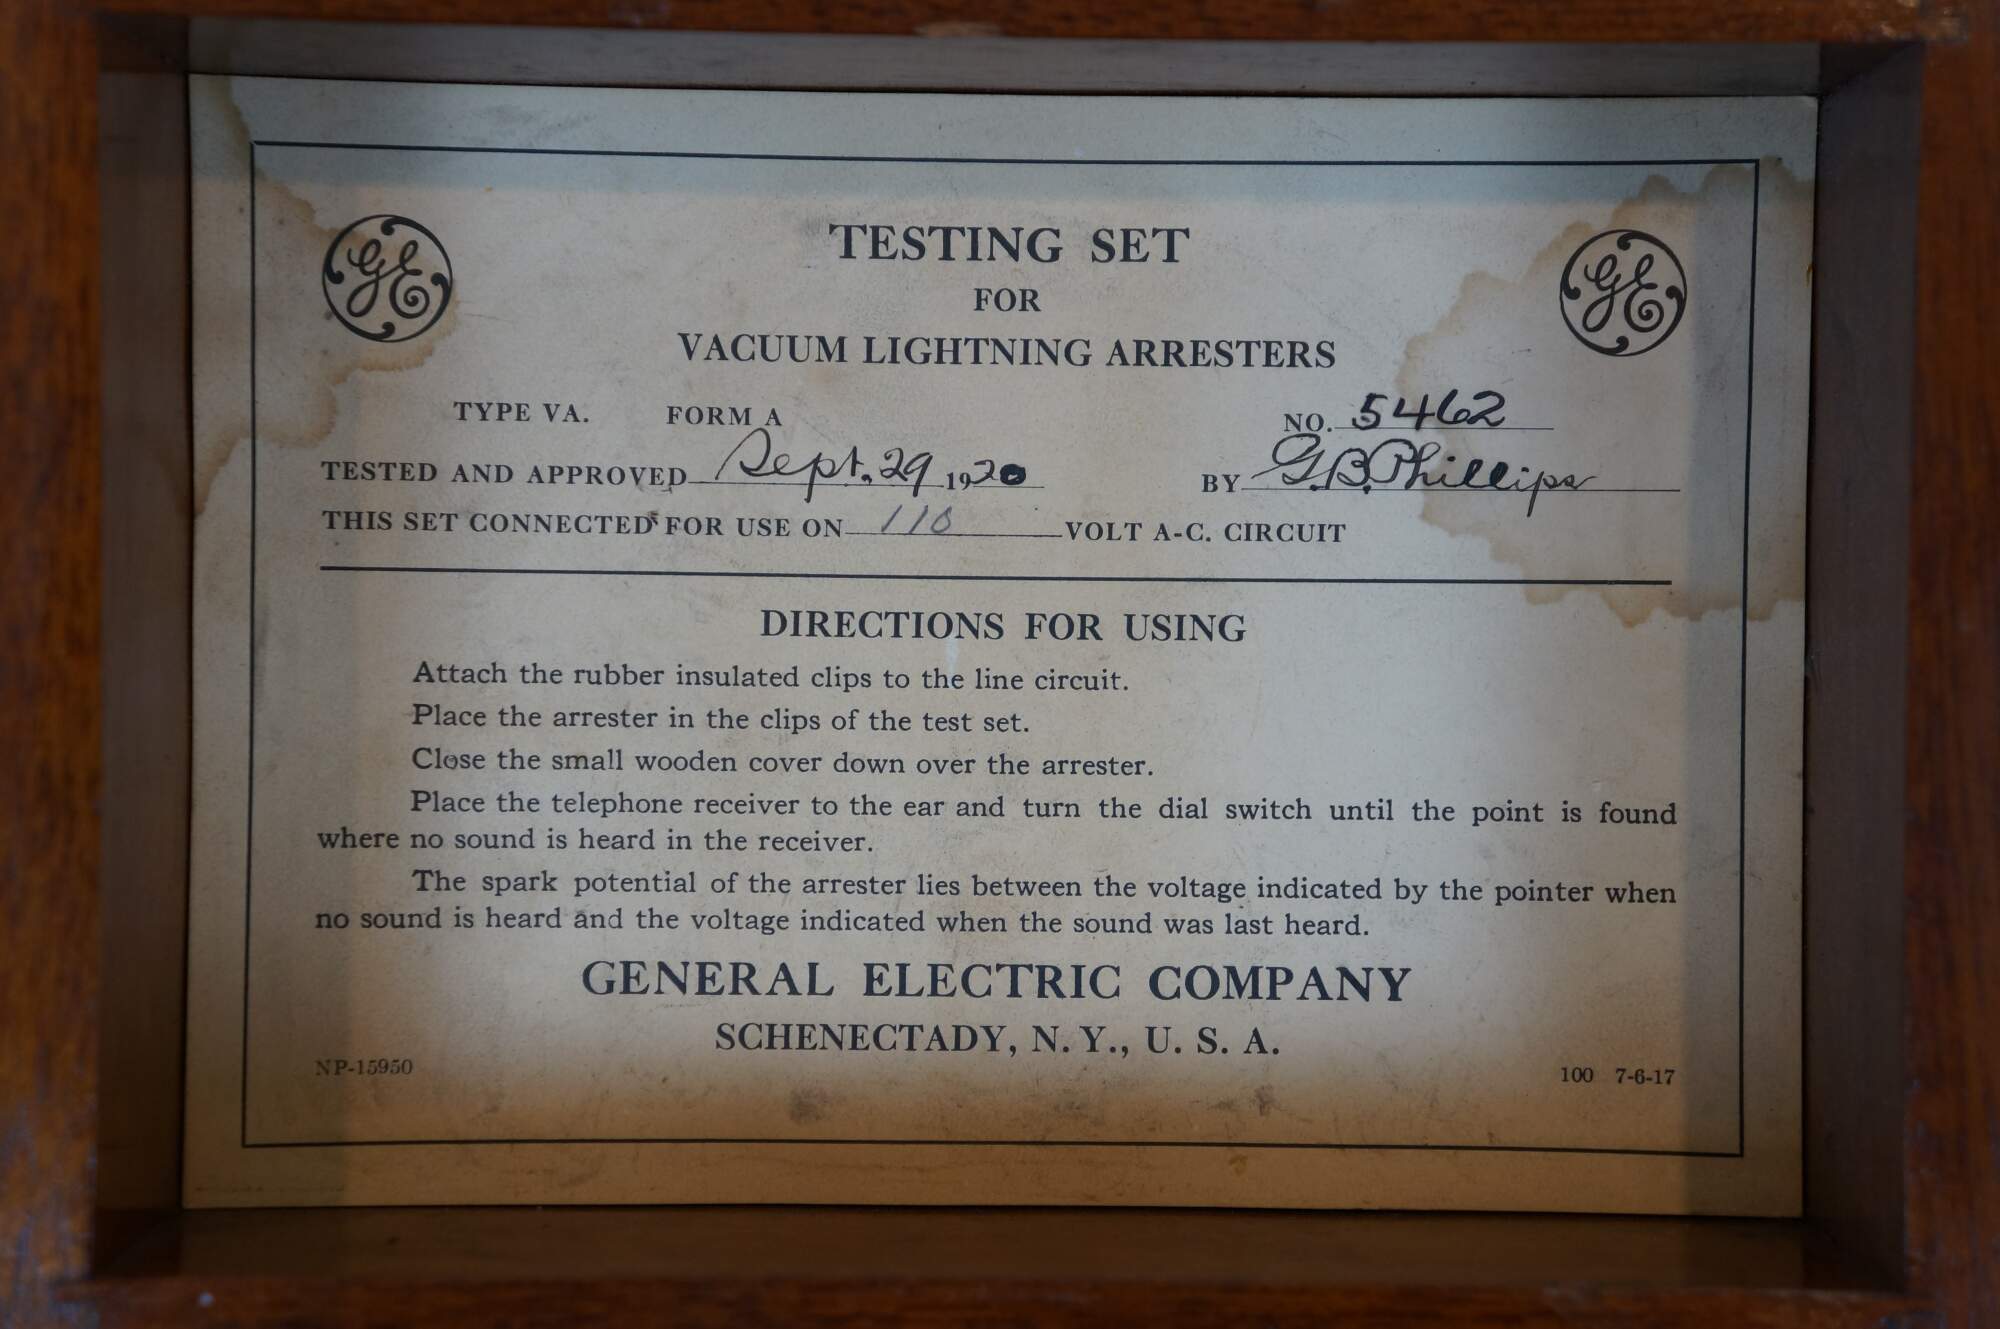 GE GE
TESTING SET
FOR
VACUUM LIGHTNING ARRESTERS
TYPE VA. FORM A NO. 5462
TESTED AND APPROVED Sept. 29 1920 BY G.B. Phillips
THIS SET CONNECTED FOR USE ON 110 VOLT A-C. CIRCUIT
DIRECTIONS FOR USING
Attach the rubber insulated clips to the line circuit.
Place the arrester in the clips of the test set.
Close the small wooden cover down over the arrester.
Place the telephone receiver to the ear and turn the dial switch until the point is found
where no sound is heard in the receiver.
The spark potential of the arrester lies between the voltage indicated by the pointer when
no sound is heard and the voltage indicated when the sound was last heard.
GENERAL ELECTRIC COMPANY
SCHENECTADY, N. Y., U. S. A.
NP-15950 100 7-6-17